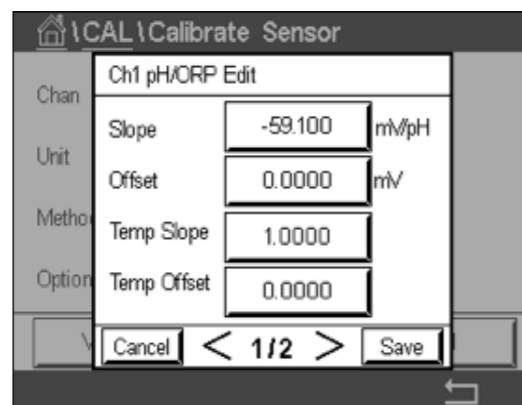 \CAL\Calibrate Sensor
Ch1 pH/ORP Edit
Chan
Slope -59.100 mV/pH
Unit
Offset 0.0000 mV
Temp Slope 1.0000
Option
Temp Offset 0.0000
Cancel < 1/2 > Save